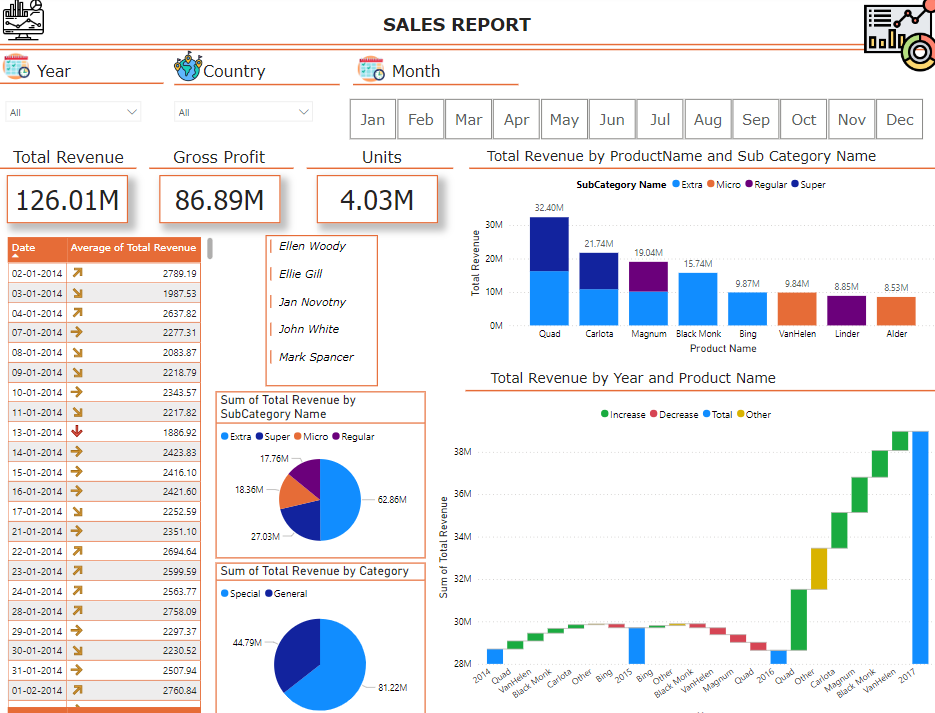 SALES REPORT
Year
Country
Month
All
All
Jan Feb Mar Apr May Jun Jul Aug Sep Oct Nov Dec
Total Revenue
Gross Profit
Units
126.01M
86.89M
4.03M
Date Average of Total Revenue
02-01-2014 2789.19
03-01-2014 1987.53
04-01-2014 2637.82
07-01-2014 2277.31
08-01-2014 2083.87
09-01-2014 2218.79
10-01-2014 2343.57
11-01-2014 2217.82
13-01-2014 1886.92
14-01-2014 2423.83
15-01-2014 2416.10
16-01-2014 2421.60
17-01-2014 2252.59
21-01-2014 2351.10
22-01-2014 2694.64
23-01-2014 2599.59
24-01-2014 2563.77
28-01-2014 2758.09
29-01-2014 2297.37
30-01-2014 2230.52
31-01-2014 2507.94
01-02-2014 2760.84
Ellen Woody
Ellie Gill
Jan Novotny
John White
Mark Spancer
Sum of Total Revenue by
SubCategory Name
Extra Super Micro Regular
17.76M
18.36M
62.86M
27.03M
Sum of Total Revenue by Category
Special General
44.79M
81.22M
Total Revenue by ProductName and Sub Category Name
SubCategory Name Extra Micro Regular Super
Total Revenue
30M
20M
10M
0M
32.40M
21.74M
19.04M
15.74M
9.87M
9.84M
8.85M
8.53M
Quad Carlota Magnum Black Monk Bing VanHelen Linder Alder
Product Name
Total Revenue by Year and Product Name
Increase Decrease Total Other
Sum of Total Revenue
38M
36M
34M
32M
30M
28M
2014 Quad VanHelen Black Monk Carlota Other Bing 2015 Bing Other Black Monk VanHelen Magnum Quad 2016 Quad Other Carlota Magnum Black Monk VanHelen 2017